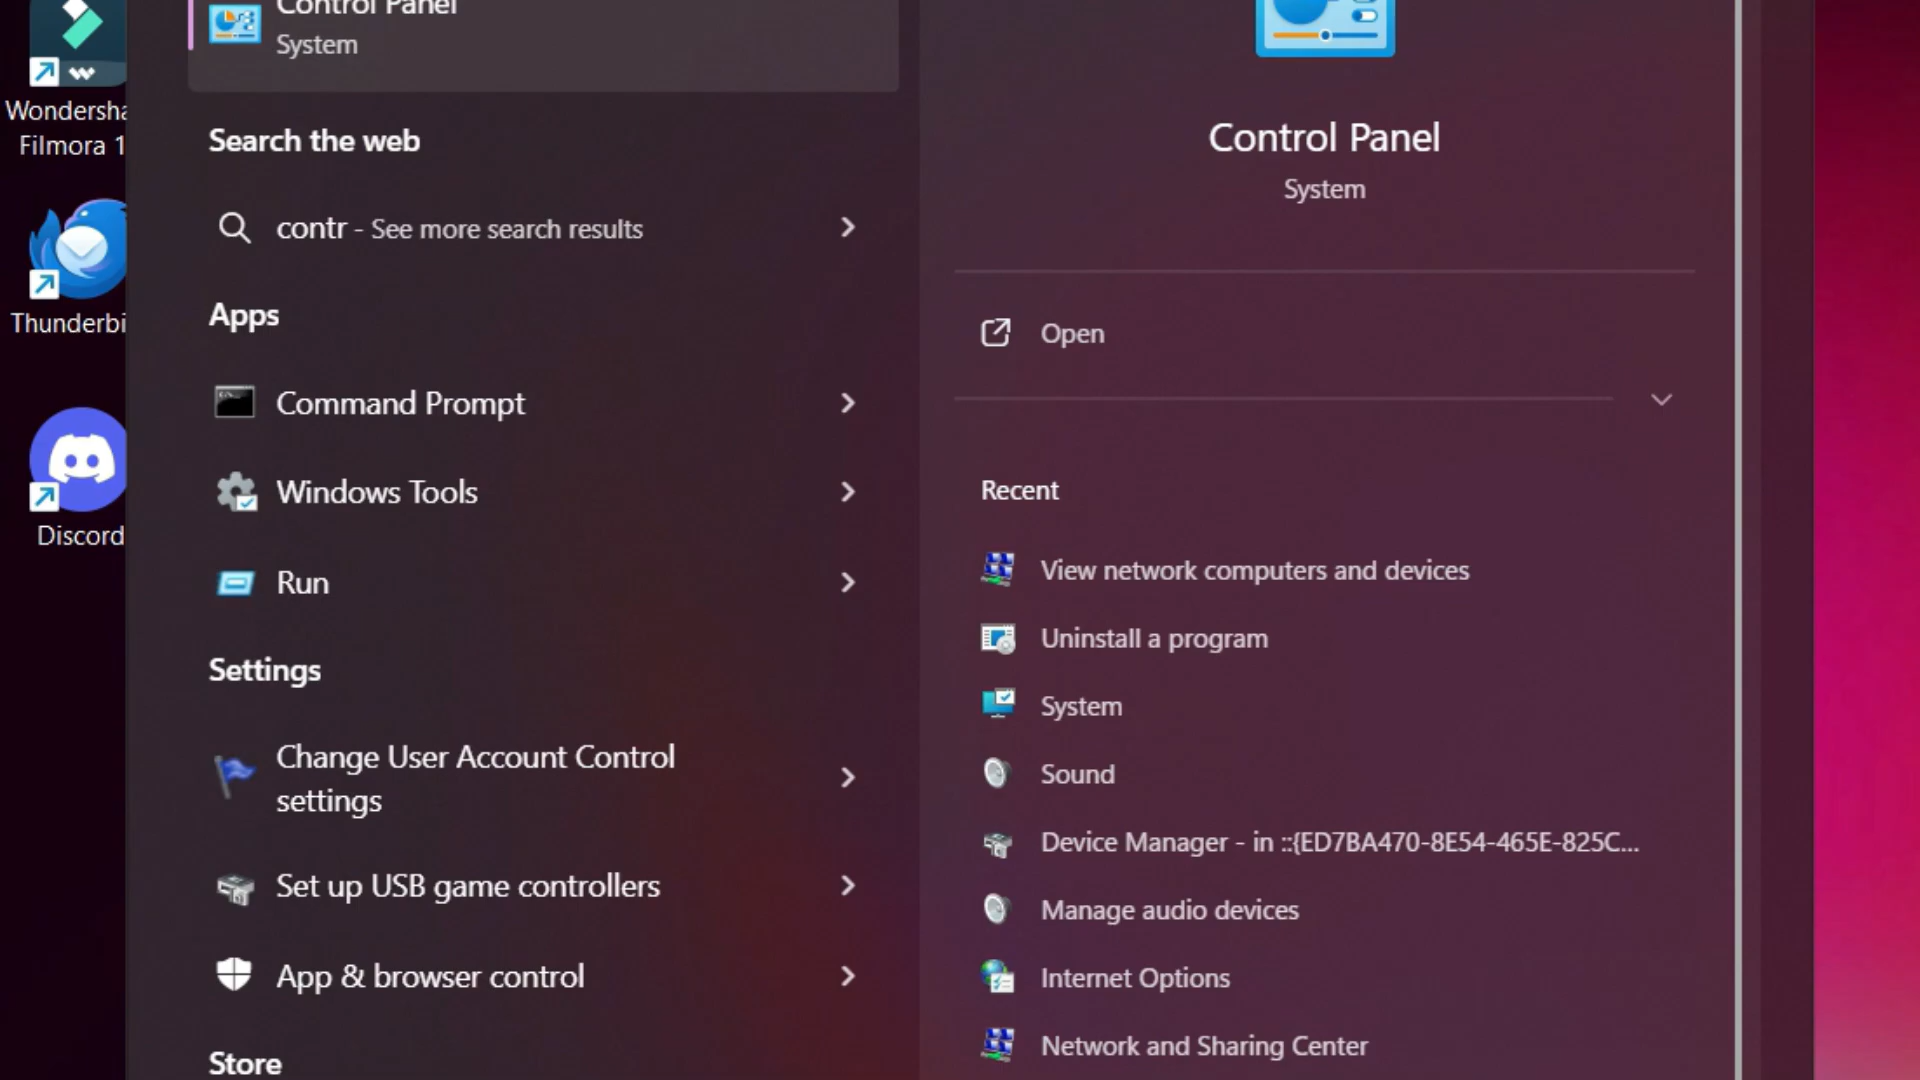 Wondersha
Filmora 1
Thunderbi
Discord
Control Panel
System
Search the web
contr - See more search results
Apps
Command Prompt
Windows Tools
Run
Settings
Change User Account Control
settings
Set up USB game controllers
App & browser control
Store
Control Panel
System
Open
Recent
View network computers and devices
Uninstall a program
System
Sound
Device Manager - in ::{ED7BA470-8E54-465E-825C...
Manage audio devices
Internet Options
Network and Sharing Center